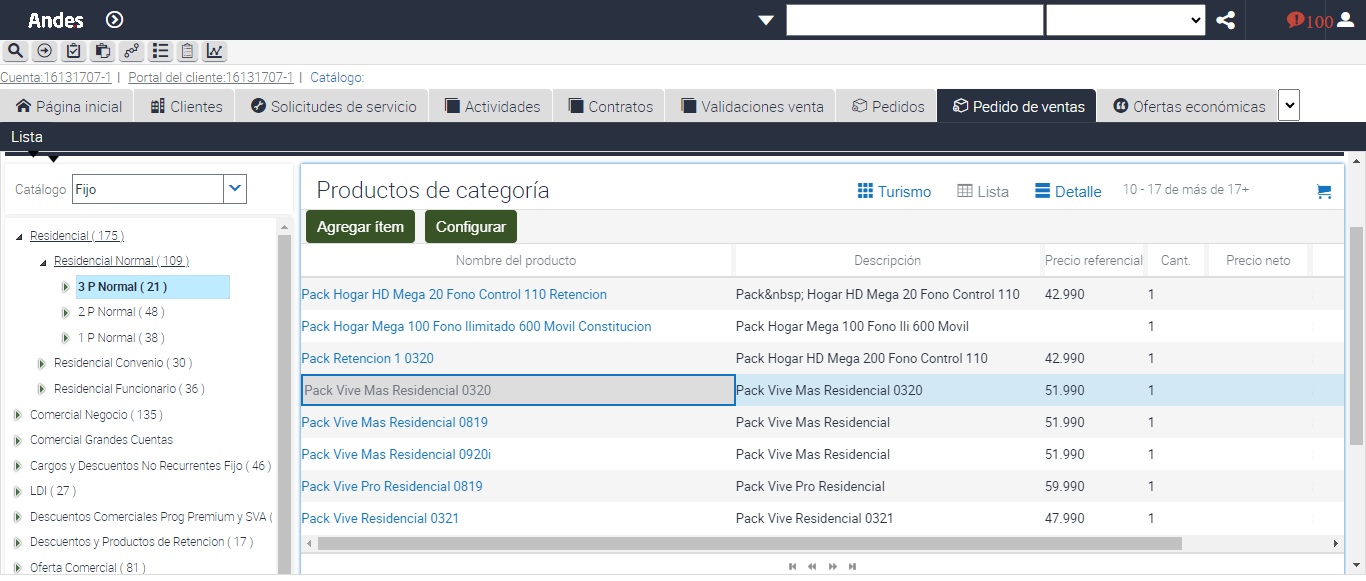 Andes
100
Cuenta:16131707-1 | Portal del cliente:16131707-1 | Catálogo:
Página inicial Clientes Solicitudes de servicio Actividades Contratos Validaciones venta Pedidos Pedido de ventas Ofertas económicas
Lista
Catálogo Fijo
Residencial ( 175 )
Residencial Normal ( 109 )
3 P Normal ( 21 )
2 P Normal ( 48 )
1 P Normal ( 38 )
Residencial Convenio ( 30 )
Residencial Funcionario ( 36 )
Comercial Negocio ( 135 )
Comercial Grandes Cuentas
Cargos y Descuentos No Recurrentes Fijo ( 46 )
LDI ( 27 )
Descuentos Comerciales Prog Premium y SVA (
Descuentos y Productos de Retencion ( 17 )
Oferta Comercial ( 81 )
Productos de categoría Turismo Lista Detalle 10 - 17 de más de 17+
Agregar ítem Configurar
Nombre del producto Descripción Precio referencial Cant. Precio neto
Pack Hogar HD Mega 20 Fono Control 110 Retencion Pack&nbsp; Hogar HD Mega 20 Fono Control 110 42.990 1
Pack Hogar Mega 100 Fono Ilimitado 600 Movil Constitucion Pack Hogar Mega 100 Fono Ili 600 Movil 1
Pack Retencion 1 0320 Pack Hogar HD Mega 200 Fono Control 110 42.990 1
Pack Vive Mas Residencial 0320 Pack Vive Mas Residencial 0320 51.990 1
Pack Vive Mas Residencial 0819 Pack Vive Mas Residencial 51.990 1
Pack Vive Mas Residencial 0920i Pack Vive Mas Residencial 51.990 1
Pack Vive Pro Residencial 0819 Pack Vive Pro Residencial 59.990 1
Pack Vive Residencial 0321 Pack Vive Residencial 0321 47.990 1